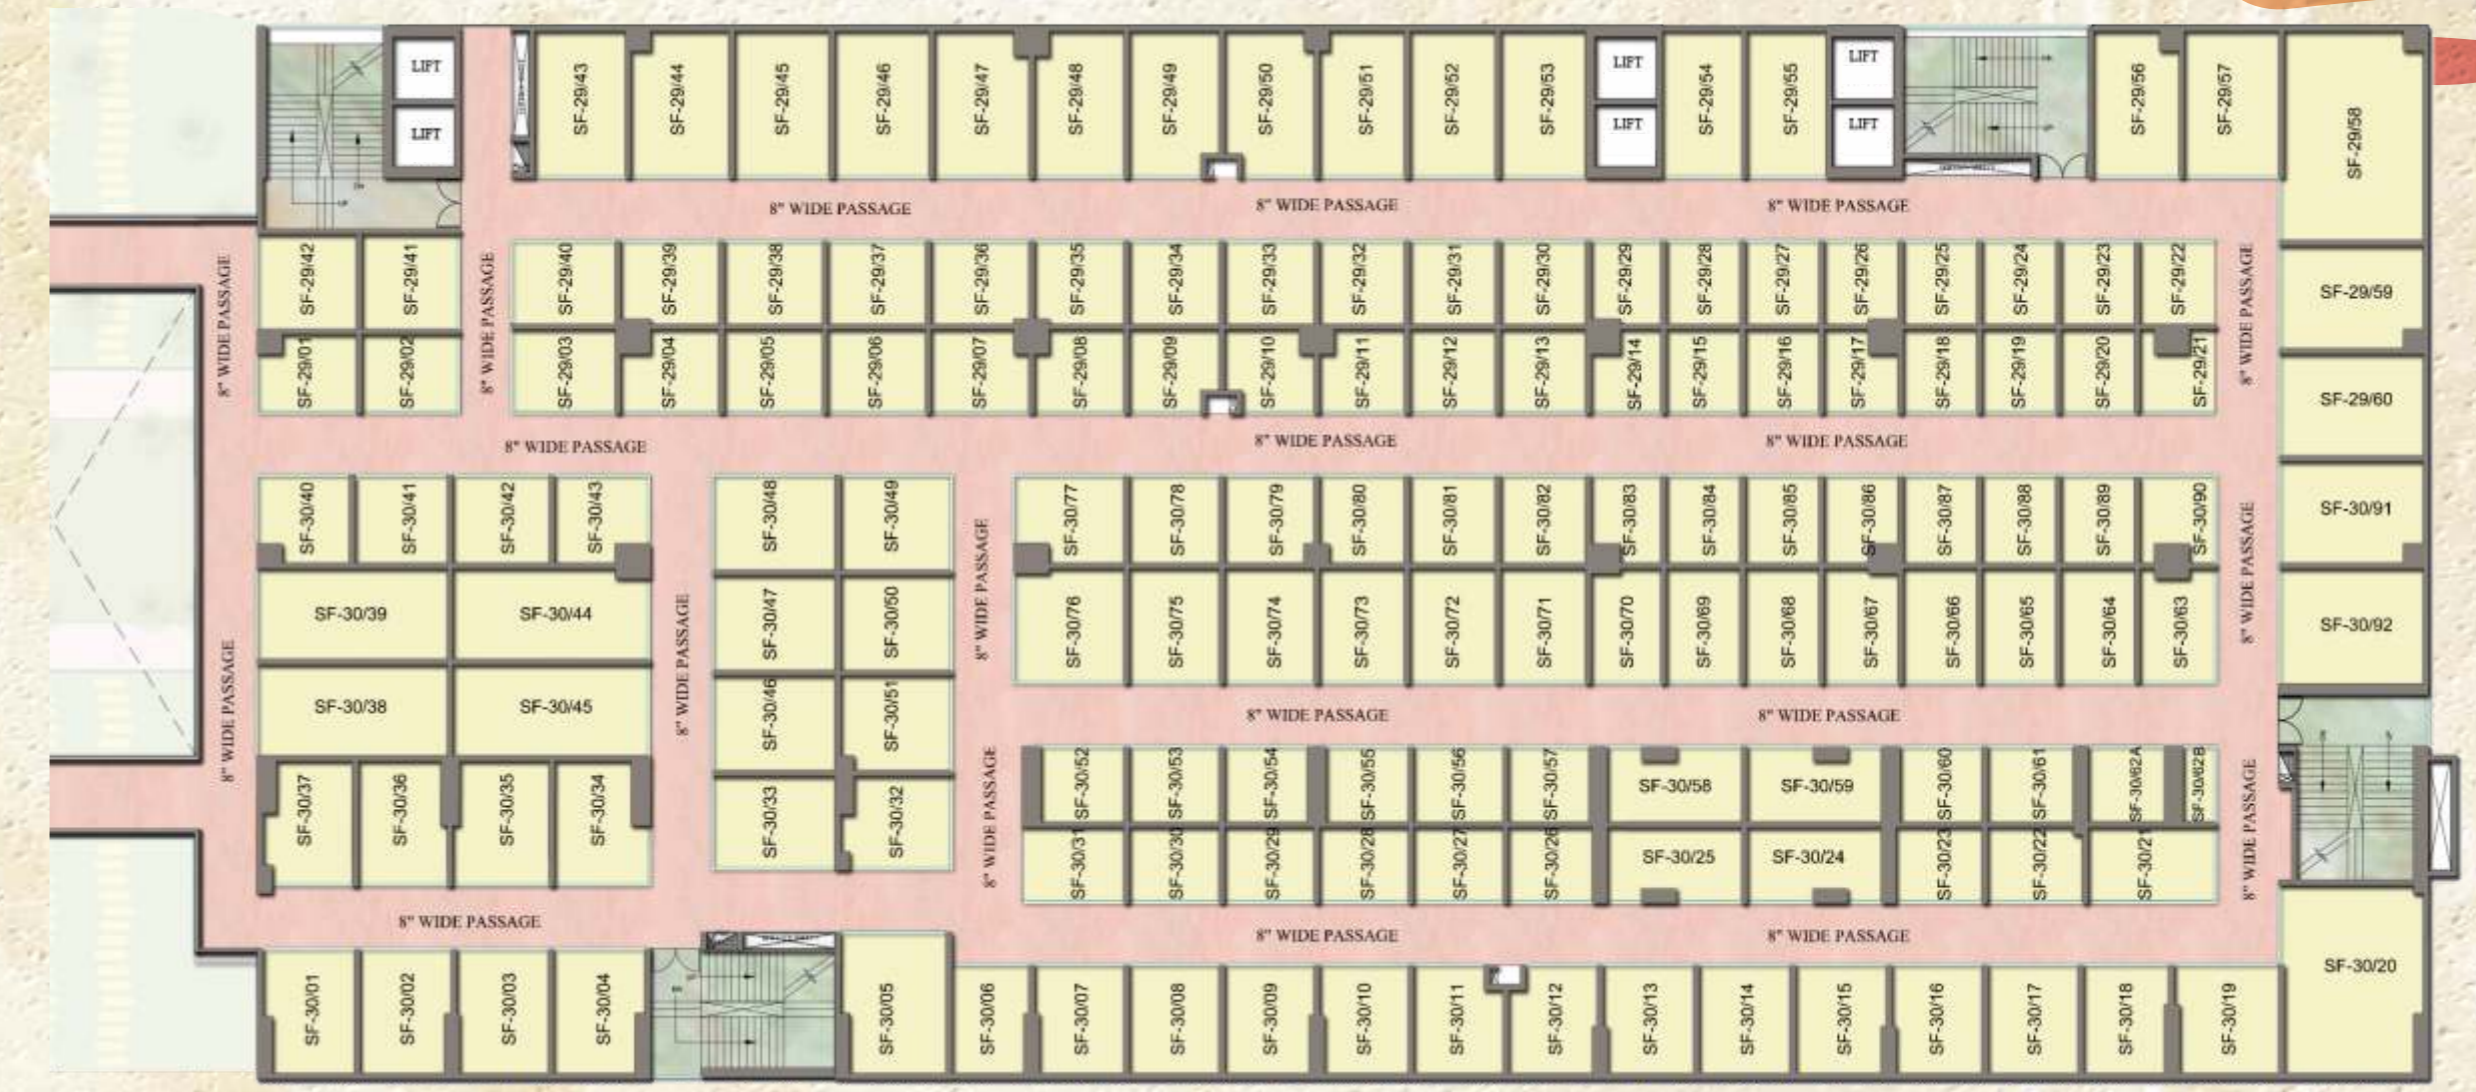 LIFT
LIFT
SF-29/43
SF-29/44
SF-29/45
SF-29/46
SF-29/47
SF-29/48
SF-29/49
SF-29/50
SF-29/51
SF-29/52
SF-29/53
LIFT
LIFT
SF-29/54
SF-29/55
LIFT
LIFT
SF-29/56
SF-29/57
SF-29/58
8" WIDE PASSAGE
8" WIDE PASSAGE
8" WIDE PASSAGE
8" WIDE PASSAGE
SF-29/42
SF-29/41
8" WIDE PASSAGE
SF-29/40
SF-29/39
SF-29/38
SF-29/37
SF-29/36
SF-29/35
SF-29/34
SF-29/33
SF-29/32
SF-29/31
SF-29/30
SF-29/29
SF-29/28
SF-29/27
SF-29/26
SF-29/25
SF-29/24
SF-29/23
SF-29/22
8" WIDE PASSAGE
SF-29/59
SF-29/01
SF-29/02
SF-29/03
SF-29/04
SF-29/05
SF-29/06
SF-29/07
SF-29/08
SF-29/09
SF-29/10
SF-29/11
SF-29/12
SF-29/13
SF-29/14
SF-29/15
SF-29/16
SF-29/17
SF-29/18
SF-29/19
SF-29/20
SF-29/21
SF-29/60
8" WIDE PASSAGE
8" WIDE PASSAGE
8" WIDE PASSAGE
SF-30/40
SF-30/41
SF-30/42
SF-30/43
SF-30/48
SF-30/49
8" WIDE PASSAGE
SF-30/77
SF-30/78
SF-30/79
SF-30/80
SF-30/81
SF-30/82
SF-30/83
SF-30/84
SF-30/85
SF-30/86
SF-30/87
SF-30/88
SF-30/89
SF-30/90
8" WIDE PASSAGE
SF-30/91
SF-30/39
SF-30/44
8" WIDE PASSAGE
SF-30/47
SF-30/50
SF-30/76
SF-30/75
SF-30/74
SF-30/73
SF-30/72
SF-30/71
SF-30/70
SF-30/69
SF-30/68
SF-30/67
SF-30/66
SF-30/65
SF-30/64
SF-30/63
SF-30/92
8" WIDE PASSAGE
SF-30/38
SF-30/45
SF-30/46
SF-30/51
8" WIDE PASSAGE
8" WIDE PASSAGE
SF-30/37
SF-30/36
SF-30/35
SF-30/34
SF-30/33
SF-30/32
8" WIDE PASSAGE
SF-30/52
SF-30/53
SF-30/54
SF-30/55
SF-30/56
SF-30/57
SF-30/58
SF-30/59
SF-30/60
SF-30/61
SF-30/62A
SF-30/62B
8" WIDE PASSAGE
SF-30/31
SF-30/30
SF-30/29
SF-30/28
SF-30/27
SF-30/26
SF-30/25
SF-30/24
SF-30/23
SF-30/22
SF-30/21
8" WIDE PASSAGE
8" WIDE PASSAGE
8" WIDE PASSAGE
SF-30/01
SF-30/02
SF-30/03
SF-30/04
SF-30/05
SF-30/06
SF-30/07
SF-30/08
SF-30/09
SF-30/10
SF-30/11
SF-30/12
SF-30/13
SF-30/14
SF-30/15
SF-30/16
SF-30/17
SF-30/18
SF-30/19
SF-30/20